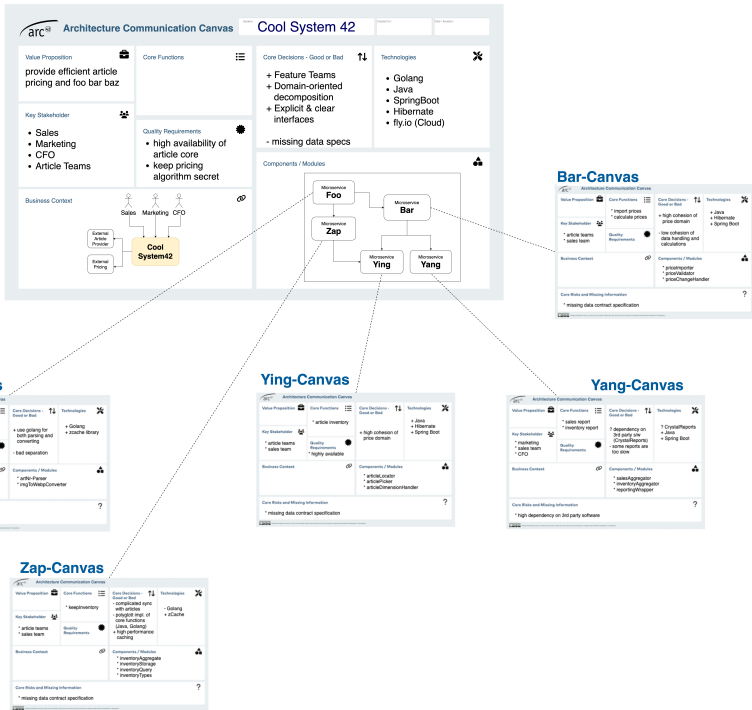 arc42
Architecture Communication Canvas
Cool System 42
Value Proposition
provide efficient article
pricing and foo bar baz
Core Functions
Core Decisions - Good or Bad
+ Feature Teams
+ Domain-oriented
decomposition
+ Explicit & clear
interfaces
- missing data specs
Technologies
• Golang
• Java
• SpringBoot
• Hibernate
• fly.io (Cloud)
Key Stakeholder
• Sales
• Marketing
• CFO
• Article Teams
Quality Requirements
• high availability of
article core
• keep pricing
algorithm secret
Business Context
Sales
Marketing
CFO
External
Article
Provider
External
Pricing
Cool
System42
Components / Modules
Microservice
Foo
Microservice
Bar
Microservice
Zap
Microservice
Ying
Microservice
Yang
Bar-Canvas
arc
Architecture Communication Canvas
Value Proposition
Core Functions
* import prices
* calculate prices
Core Decisions -
Good or Bad
+ high cohesion of
price domain
- low cohesion of
data handling and
calculations
Technologies
+ Java
+ Hibernate
+ Spring Boot
Key Stakeholder
* article teams
* sales team
Quality
Requirements
Business Context
Components / Modules
* priceImporter
* priceValidator
* priceChangeHandler
Core Risks and Missing Information
* missing data contract specification
s
Core Decisions -
Good or Bad
+ use golang for
both parsing and
converting
- bad separation
Technologies
+ Golang
+ zcache library
Components / Modules
* artNr-Parser
* imgToWebpConverter
?
Ying-Canvas
arc
Architecture Communication Canvas
Value Proposition
Core Functions
* article inventory
Core Decisions -
Good or Bad
+ high cohesion of
price domain
Technologies
+ Java
+ Hibernate
+ Spring Boot
Key Stakeholder
* article teams
* sales team
Quality
Requirements
* highly available
Business Context
Components / Modules
* articleLocator
* articlePicker
* articleDimensionHandler
Core Risks and Missing Information
?
* missing data contract specification
Yang-Canvas
arc
Architecture Communication Canvas
Value Proposition
Core Functions
* sales report
* inventory report
Core Decisions -
Good or Bad
? dependency on
3rd party s/w
(CrystalReports)
- some reports are
too slow
Technologies
? CrystalReports
+ Java
+ Spring Boot
Key Stakeholder
* marketing
* sales team
* CFO
Quality
Requirements
Business Context
Components / Modules
* salesAggregator
* inventoryAggregator
* reportingWrapper
Core Risks and Missing Information
?
* high dependency on 3rd party software
Zap-Canvas
arc
Architecture Communication Canvas
Value Proposition
Core Functions
* keepInventory
Core Decisions -
Good or Bad
- complicated sync
with articles
- polyglott impl. of
core functions
(Java, Golang)
+ high performance
caching
Technologies
- Golang
+ zCache
Key Stakeholder
* article teams
* sales team
Quality
Requirements
Business Context
Components / Modules
* inventoryAggregate
* inventoryStorage
* inventoryQuery
* inventoryTypes
Core Risks and Missing Information
?
* missing data contract specification